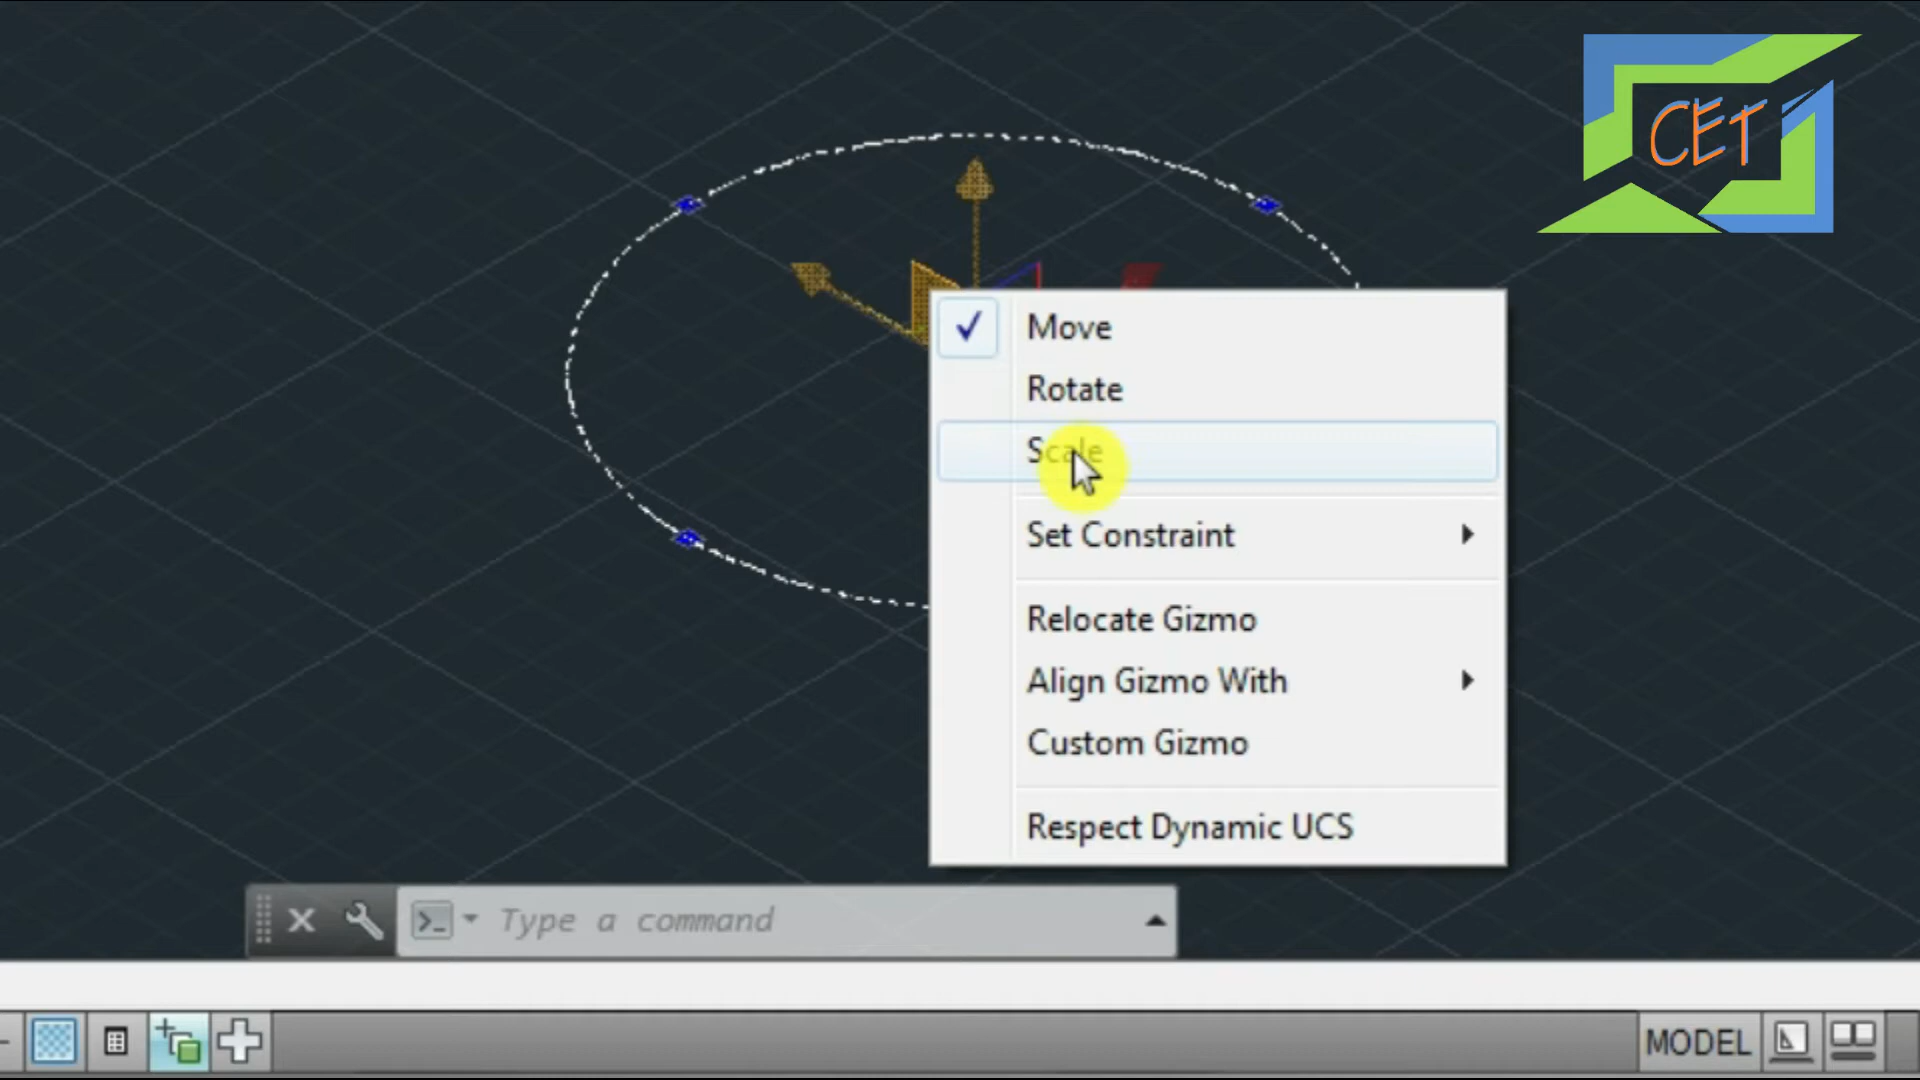 CET
Move
Rotate
Scale
Set Constraint
Relocate Gizmo
Align Gizmo With
Custom Gizmo
Respect Dynamic UCS
Type a command
MODEL